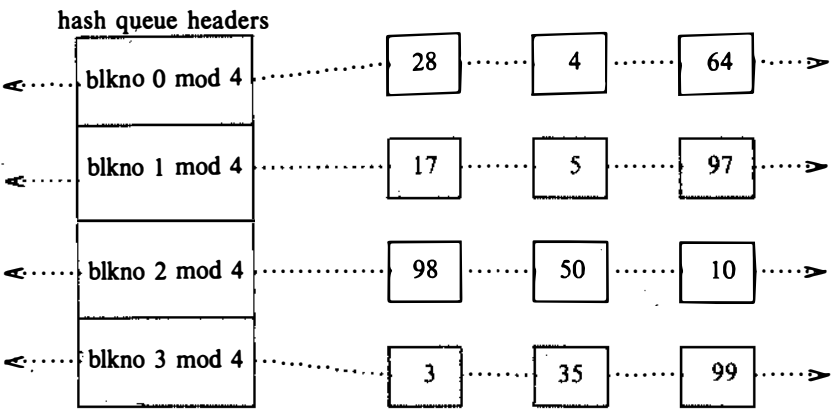 hash queue headers
blkno 0 mod 4 28 4 64
blkno 1 mod 4 17 5 97
blkno 2 mod 4 98 50 10
blkno 3 mod 4 3 35 99